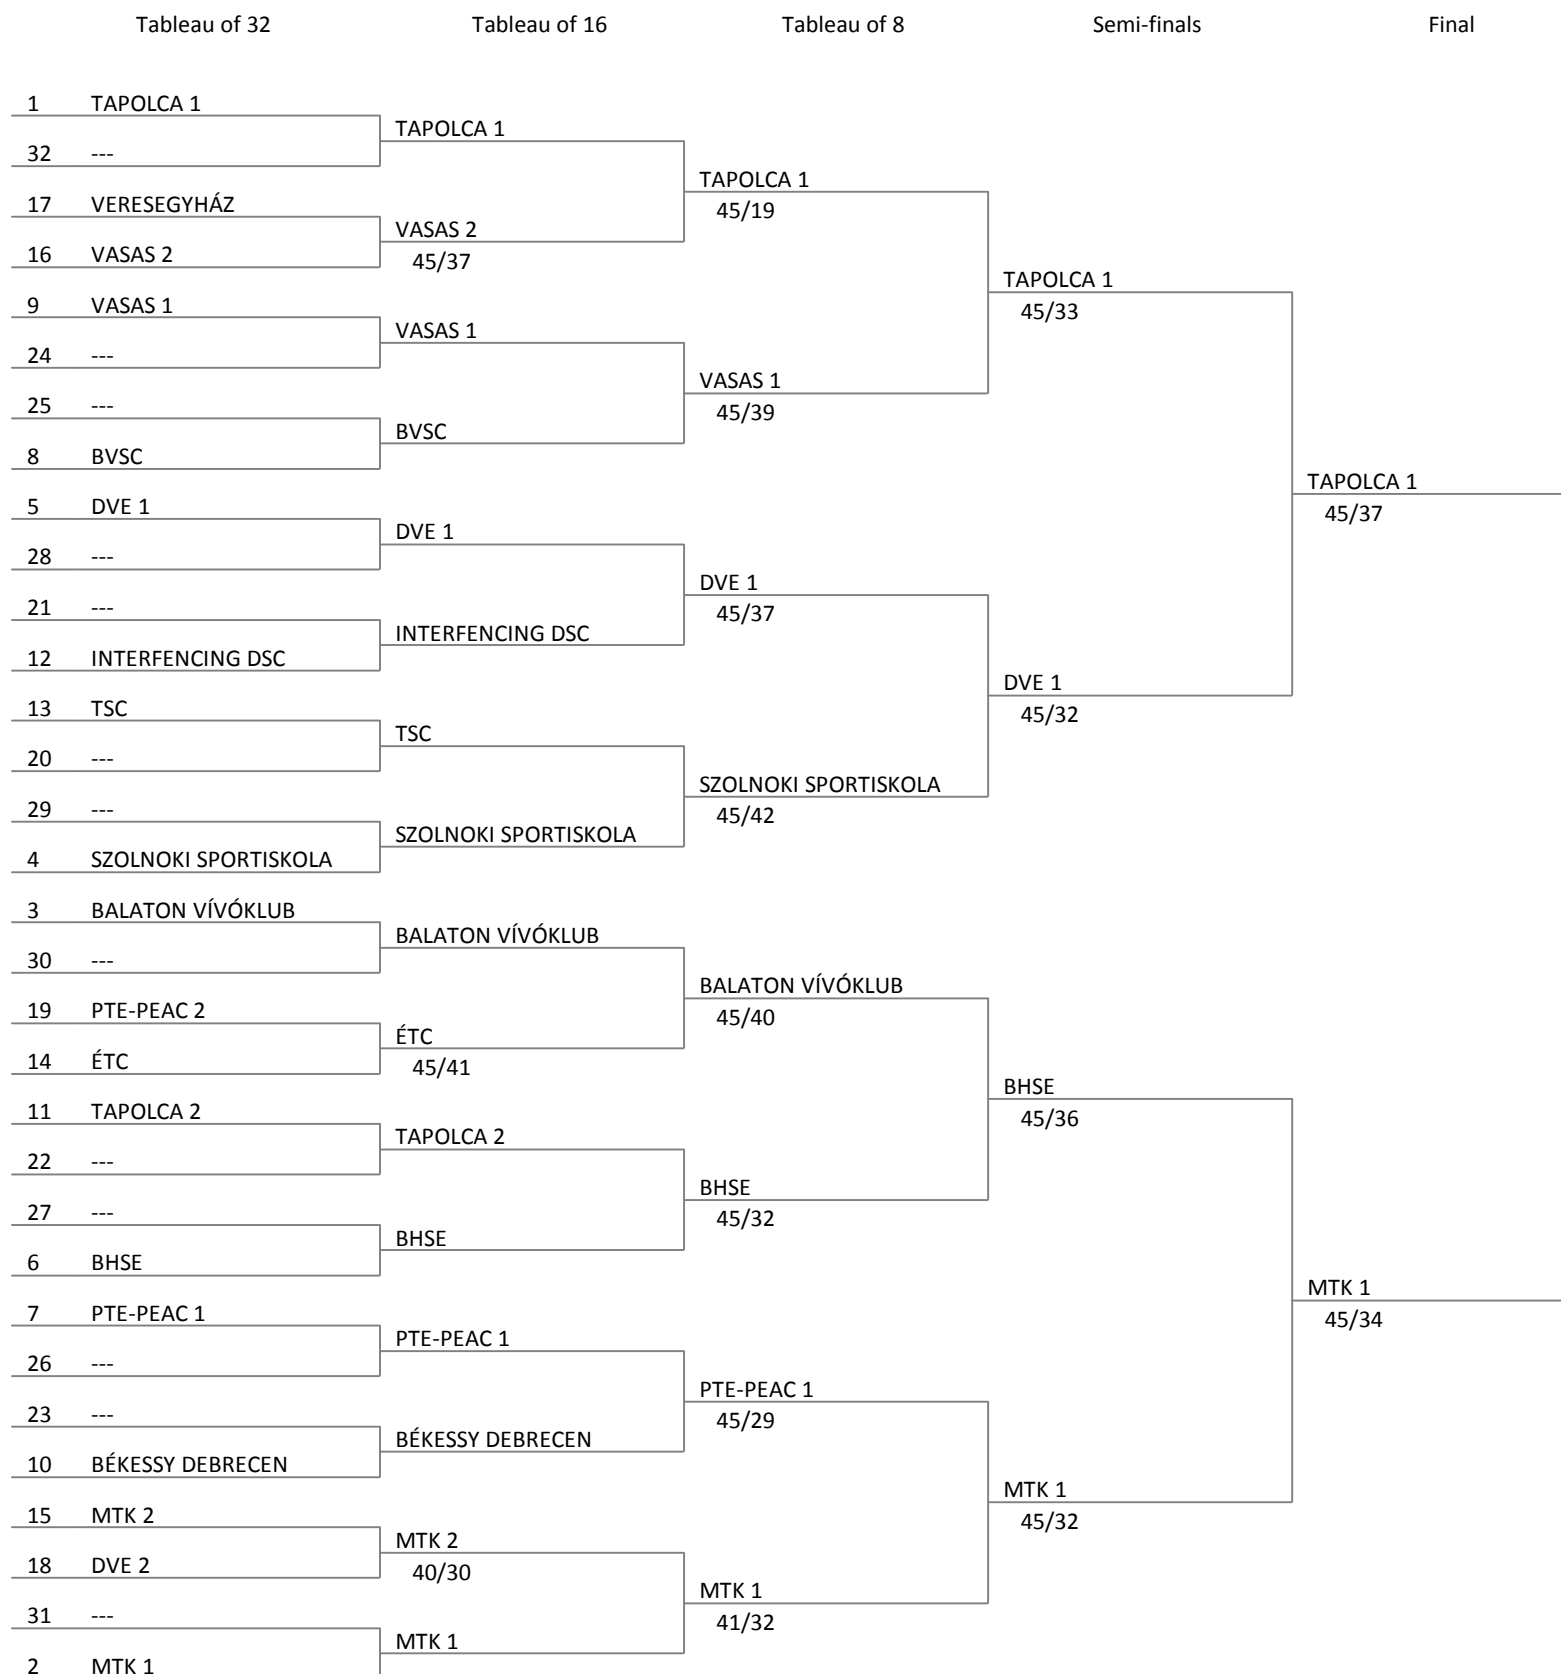 Tableau of 32 Tableau of 16 Tableau of 8 Semi-finals Final
1 TAPOLCA 1
TAPOLCA 1
32 ---
TAPOLCA 1
17 VERESEGYHÁZ
45/19
VASAS 2
16 VASAS 2
45/37
TAPOLCA 1
9 VASAS 1
45/33
VASAS 1
24 ---
VASAS 1
25 ---
45/39
BVSC
8 BVSC
TAPOLCA 1
5 DVE 1
45/37
DVE 1
28 ---
DVE 1
21 ---
45/37
INTERFENCING DSC
12 INTERFENCING DSC
DVE 1
13 TSC
45/32
TSC
20 ---
SZOLNOKI SPORTISKOLA
29 ---
45/42
SZOLNOKI SPORTISKOLA
4 SZOLNOKI SPORTISKOLA
3 BALATON VÍVÓKLUB
BALATON VÍVÓKLUB
30 ---
BALATON VÍVÓKLUB
19 PTE-PEAC 2
45/40
ÉTC
14 ÉTC
45/41
BHSE
11 TAPOLCA 2
45/36
TAPOLCA 2
22 ---
BHSE
27 ---
45/32
BHSE
6 BHSE
MTK 1
7 PTE-PEAC 1
45/34
PTE-PEAC 1
26 ---
PTE-PEAC 1
23 ---
45/29
BÉKESSY DEBRECEN
10 BÉKESSY DEBRECEN
MTK 1
15 MTK 2
45/32
MTK 2
18 DVE 2
40/30
MTK 1
31 ---
41/32
MTK 1
2 MTK 1